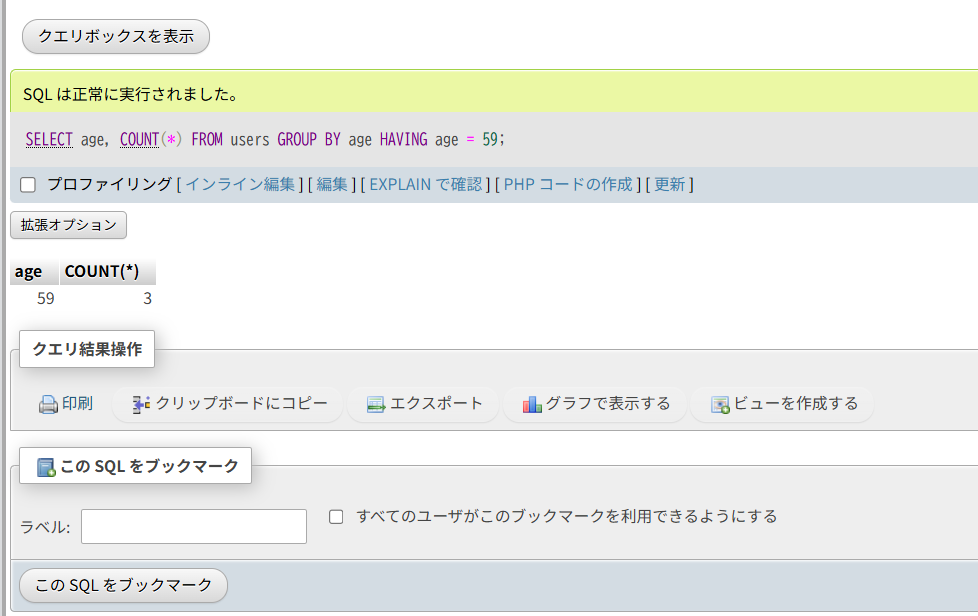 クエリボックスを表示
SQL は正常に実行されました。
SELECT age, COUNT(*) FROM users GROUP BY age HAVING age = 59;
プロファイリング [ インライン編集 ] [ 編集 ] [ EXPLAIN で確認 ] [ PHP コードの作成 ] [ 更新 ]
拡張オプション
age COUNT(*)
59 3
クエリ結果操作
印刷 クリップボードにコピー エクスポート グラフで表示する ビューを作成する
この SQL をブックマーク
ラベル: すべてのユーザがこのブックマークを利用できるようにする
この SQL をブックマーク